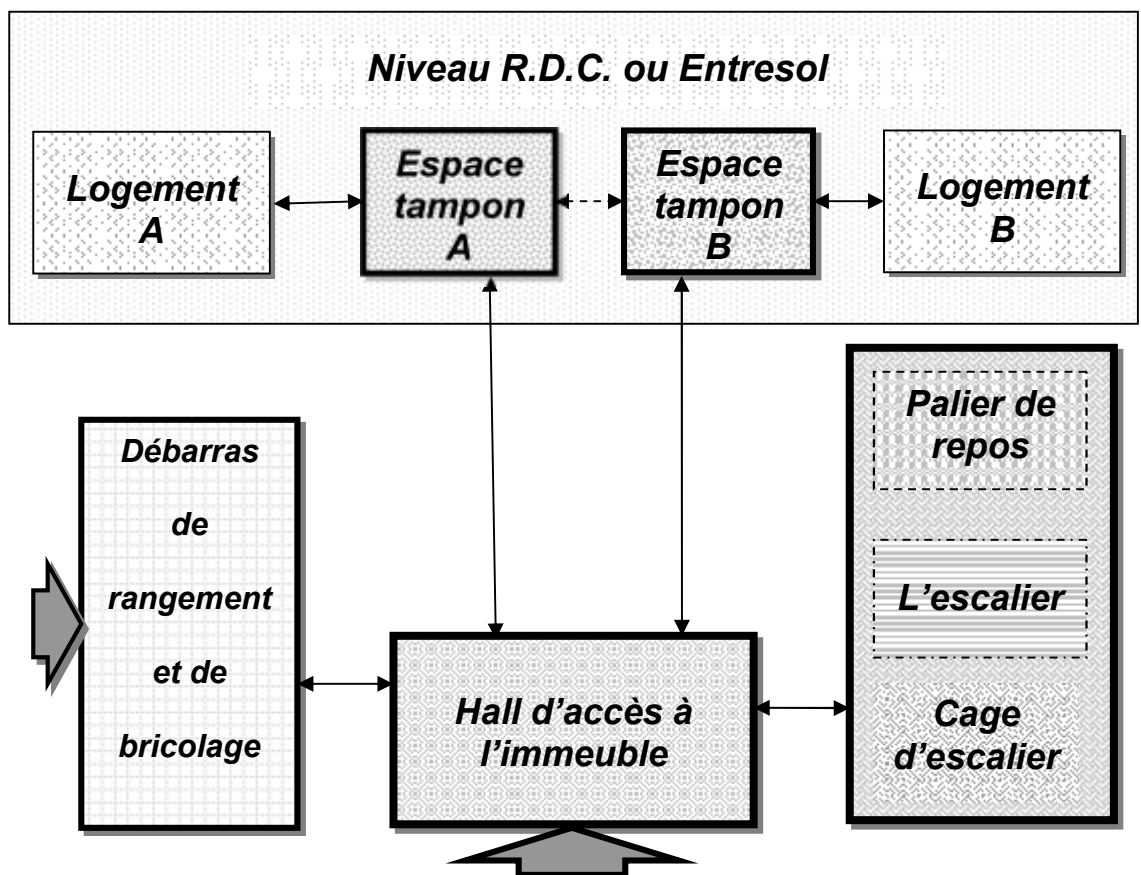 Niveau R.D.C. ou Entresol
Logement
A
Espace
tampon
A
Espace
tampon
B
Logement
B
Débarras
de
rangement
et de
bricolage
Hall d’accès à
l’immeuble
Palier de
repos
L’escalier
Cage
d’escalier